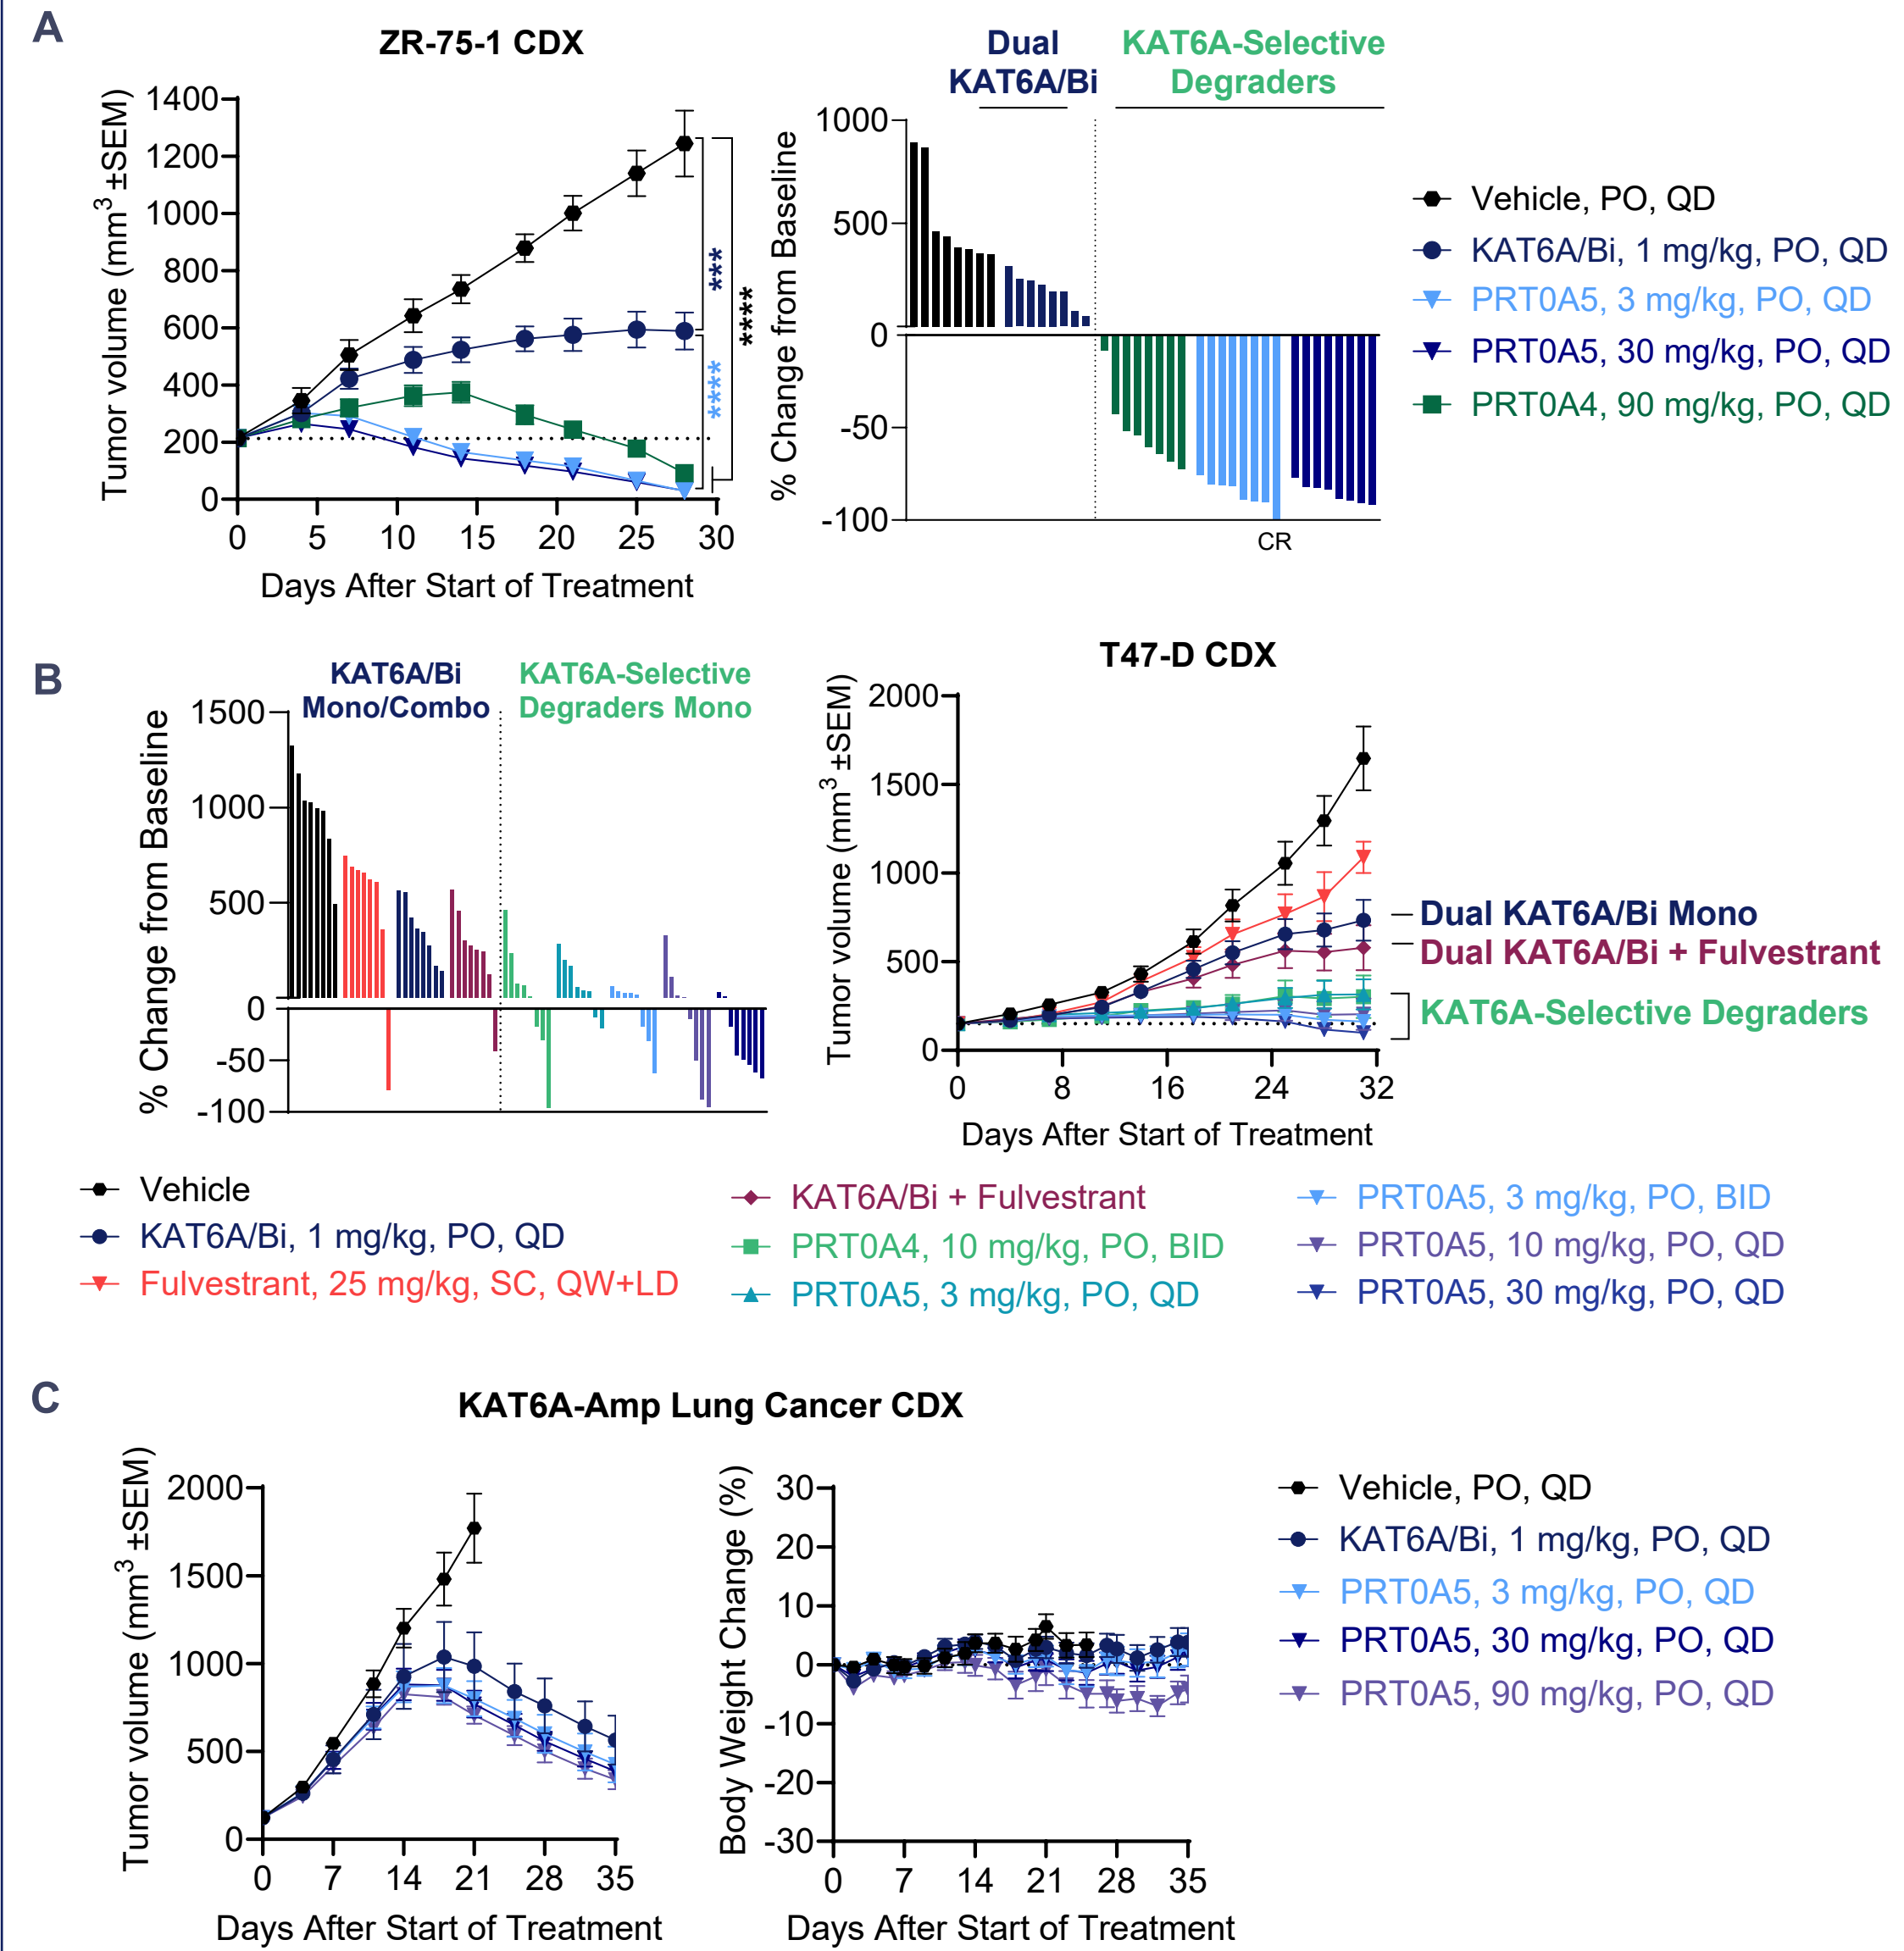 A
ZR-75-1 CDX
Tumor volume (mm3 ±SEM)
1400
1200
1000
800
600
400
200
0
0 5 10 15 20 25 30
Days After Start of Treatment
***
****
****
Dual
KAT6A/Bi
KAT6A-Selective
Degraders
% Change from Baseline
1000
500
0
0
-50
-100
CR
Vehicle, PO, QD
KAT6A/Bi, 1 mg/kg, PO, QD
PRT0A5, 3 mg/kg, PO, QD
PRT0A5, 30 mg/kg, PO, QD
PRT0A4, 90 mg/kg, PO, QD
B
KAT6A/Bi
Mono/Combo
KAT6A-Selective
Degraders Mono
% Change from Baseline
1500
1000
500
0
-50
-100
T47-D CDX
Tumor volume (mm3 ±SEM)
2000
1500
1000
500
0
0 8 16 24 32
Days After Start of Treatment
Dual KAT6A/Bi Mono
Dual KAT6A/Bi + Fulvestrant
KAT6A-Selective Degraders
Vehicle
KAT6A/Bi, 1 mg/kg, PO, QD
Fulvestrant, 25 mg/kg, SC, QW+LD
KAT6A/Bi + Fulvestrant
PRT0A4, 10 mg/kg, PO, BID
PRT0A5, 3 mg/kg, PO, QD
PRT0A5, 3 mg/kg, PO, BID
PRT0A5, 10 mg/kg, PO, QD
PRT0A5, 30 mg/kg, PO, QD
C
KAT6A-Amp Lung Cancer CDX
Tumor volume (mm3 ±SEM)
2000
1500
1000
500
0
0 7 14 21 28 35
Days After Start of Treatment
Body Weight Change (%)
30
20
10
0
-10
-20
-30
0 7 14 21 28 35
Days After Start of Treatment
Vehicle, PO, QD
KAT6A/Bi, 1 mg/kg, PO, QD
PRT0A5, 3 mg/kg, PO, QD
PRT0A5, 30 mg/kg, PO, QD
PRT0A5, 90 mg/kg, PO, QD